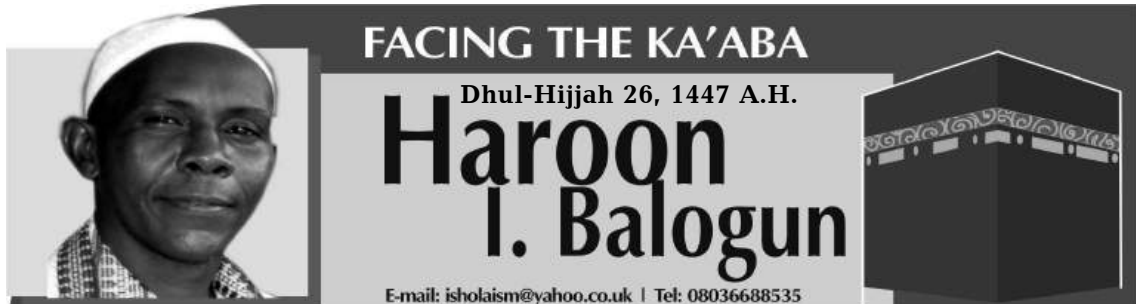 FACING THE KA’ABA
Dhul-Hijjah 26, 1447 A.H.
Haroon
I. Balogun
E-mail: isholaism@yahoo.co.uk | Tel: 08036688535